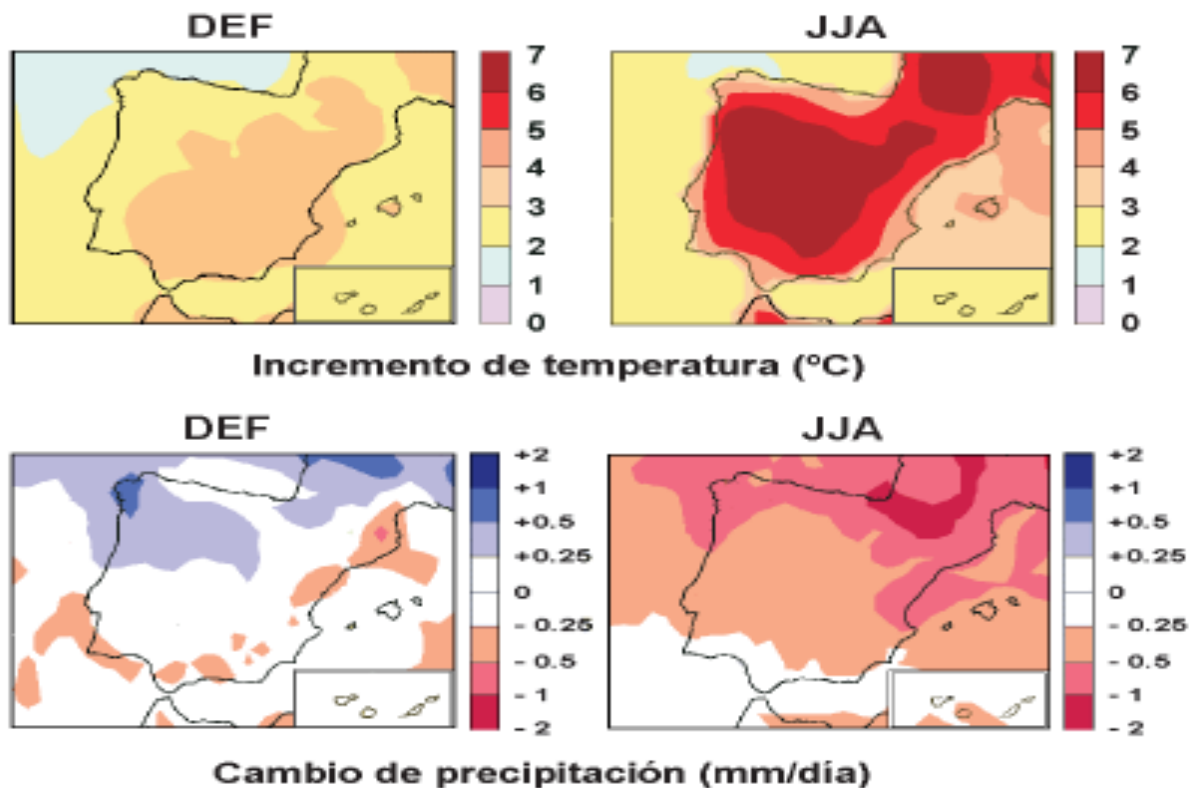 DEF JJA
7 7
6 6
5 5
4 4
3 3
2 2
1 1
0 0
Incremento de temperatura (ºC)
DEF JJA
+2 +2
+1 +1
+0.5 +0.5
+0.25 +0.25
0 0
- 0.25 - 0.25
- 0.5 - 0.5
- 1 - 1
- 2 - 2
Cambio de precipitación (mm/día)